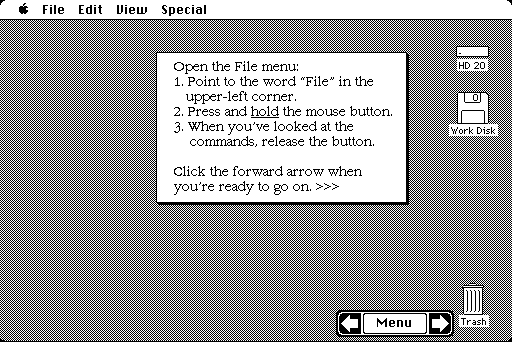 File Edit View Special
Open the File menu:
1. Point to the word “File” in the
upper-left corner.
2. Press and hold the mouse button.
3. When you’ve looked at the
commands, release the button.
Click the forward arrow when
you’re ready to go on. >>>
HD 20
Work Disk
Menu
Trash